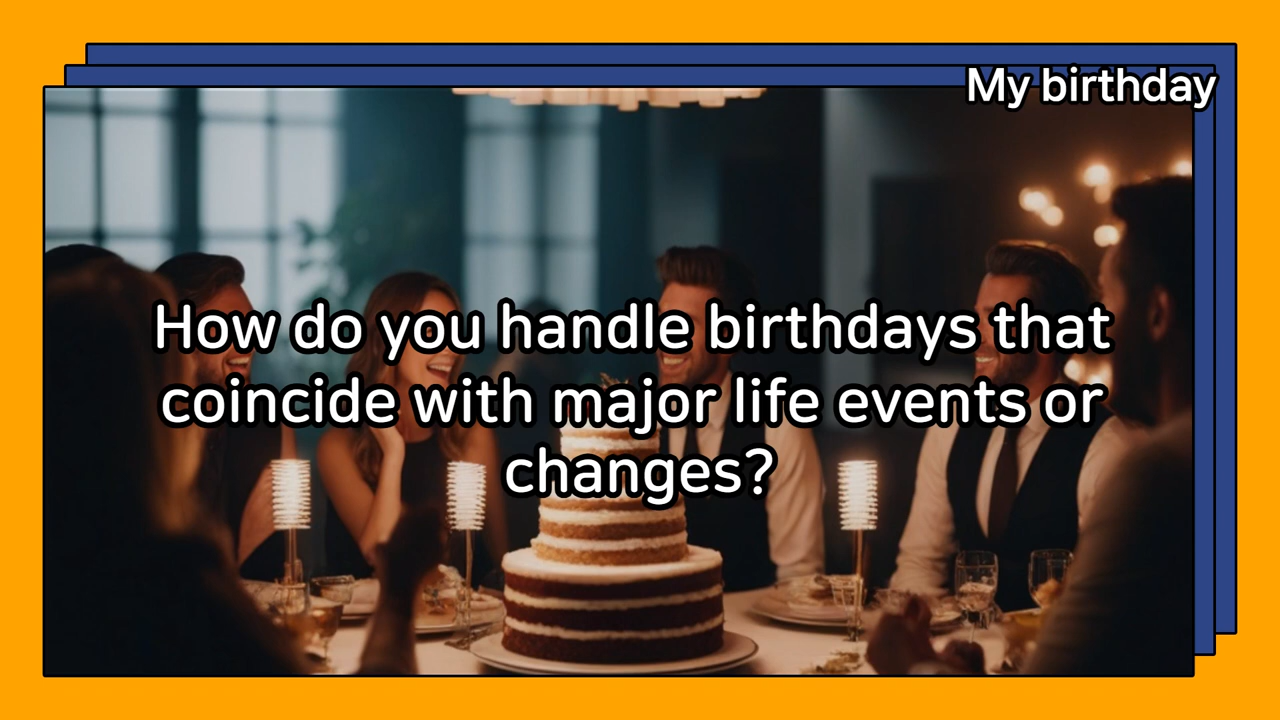 My birthday
How do you handle birthdays that
coincide with major life events or
changes?